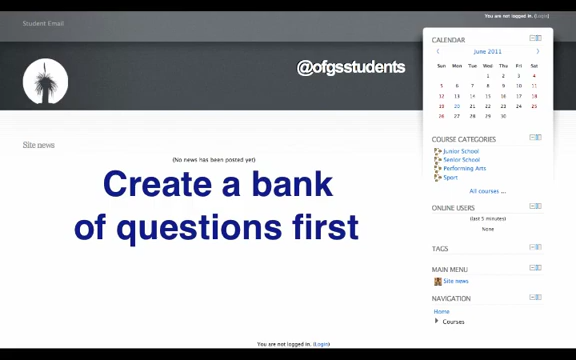 Student Email
You are not logged in. (Login)
@ofgsstudents
CALENDAR
June 2011
Sun Mon Tue Wed Thu Fri Sat
1 2 3 4
5 6 7 8 9 10 11
12 13 14 15 16 17 18
19 20 21 22 23 24 25
26 27 28 29 30
Site news
(No news has been posted yet)
Create a bank
of questions first
COURSE CATEGORIES
Junior School
Senior School
Performing Arts
Sport
All courses ...
ONLINE USERS
(last 5 minutes)
None
TAGS
MAIN MENU
Site news
NAVIGATION
Home
Courses
You are not logged in. (Login)